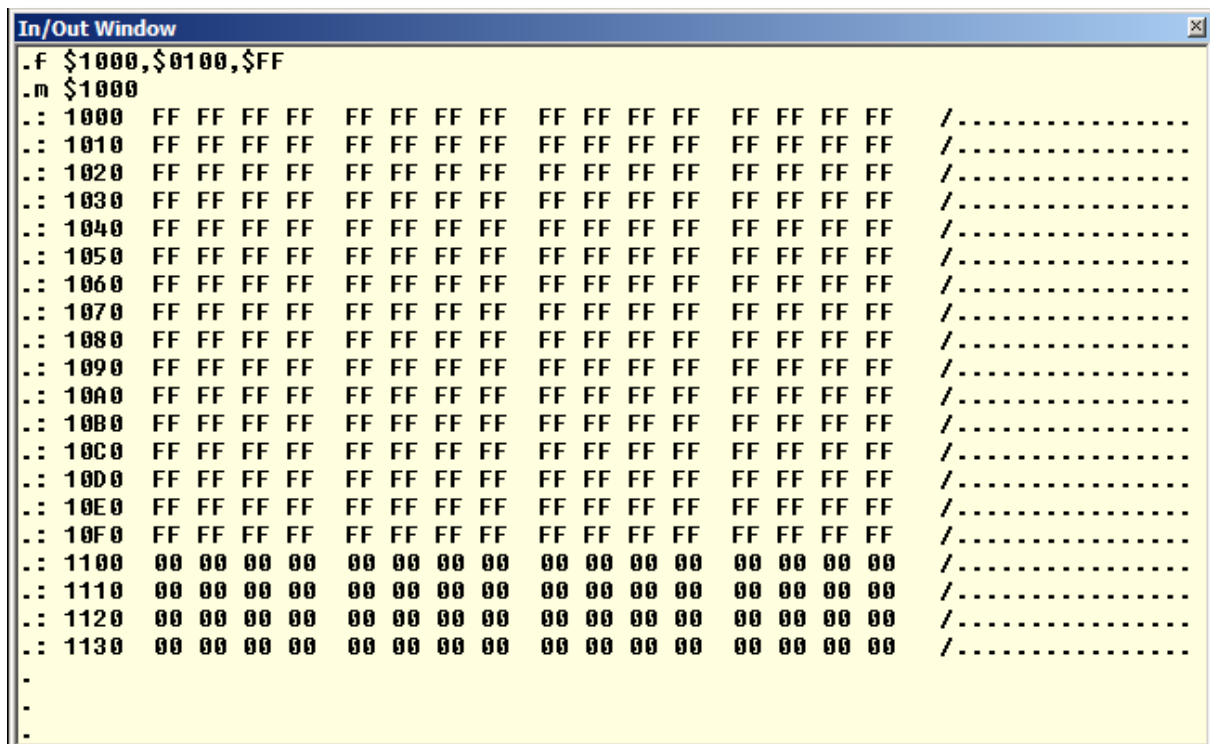 In/Out Window
.f $1000,$0100,$FF
.m $1000
.: 1000 FF FF FF FF FF FF FF FF FF FF FF FF FF FF FF FF /................
.: 1010 FF FF FF FF FF FF FF FF FF FF FF FF FF FF FF FF /................
.: 1020 FF FF FF FF FF FF FF FF FF FF FF FF FF FF FF FF /................
.: 1030 FF FF FF FF FF FF FF FF FF FF FF FF FF FF FF FF /................
.: 1040 FF FF FF FF FF FF FF FF FF FF FF FF FF FF FF FF /................
.: 1050 FF FF FF FF FF FF FF FF FF FF FF FF FF FF FF FF /................
.: 1060 FF FF FF FF FF FF FF FF FF FF FF FF FF FF FF FF /................
.: 1070 FF FF FF FF FF FF FF FF FF FF FF FF FF FF FF FF /................
.: 1080 FF FF FF FF FF FF FF FF FF FF FF FF FF FF FF FF /................
.: 1090 FF FF FF FF FF FF FF FF FF FF FF FF FF FF FF FF /................
.: 10A0 FF FF FF FF FF FF FF FF FF FF FF FF FF FF FF FF /................
.: 10B0 FF FF FF FF FF FF FF FF FF FF FF FF FF FF FF FF /................
.: 10C0 FF FF FF FF FF FF FF FF FF FF FF FF FF FF FF FF /................
.: 10D0 FF FF FF FF FF FF FF FF FF FF FF FF FF FF FF FF /................
.: 10E0 FF FF FF FF FF FF FF FF FF FF FF FF FF FF FF FF /................
.: 10F0 FF FF FF FF FF FF FF FF FF FF FF FF FF FF FF FF /................
.: 1100 00 00 00 00 00 00 00 00 00 00 00 00 00 00 00 00 /................
.: 1110 00 00 00 00 00 00 00 00 00 00 00 00 00 00 00 00 /................
.: 1120 00 00 00 00 00 00 00 00 00 00 00 00 00 00 00 00 /................
.: 1130 00 00 00 00 00 00 00 00 00 00 00 00 00 00 00 00 /................
.
.
.